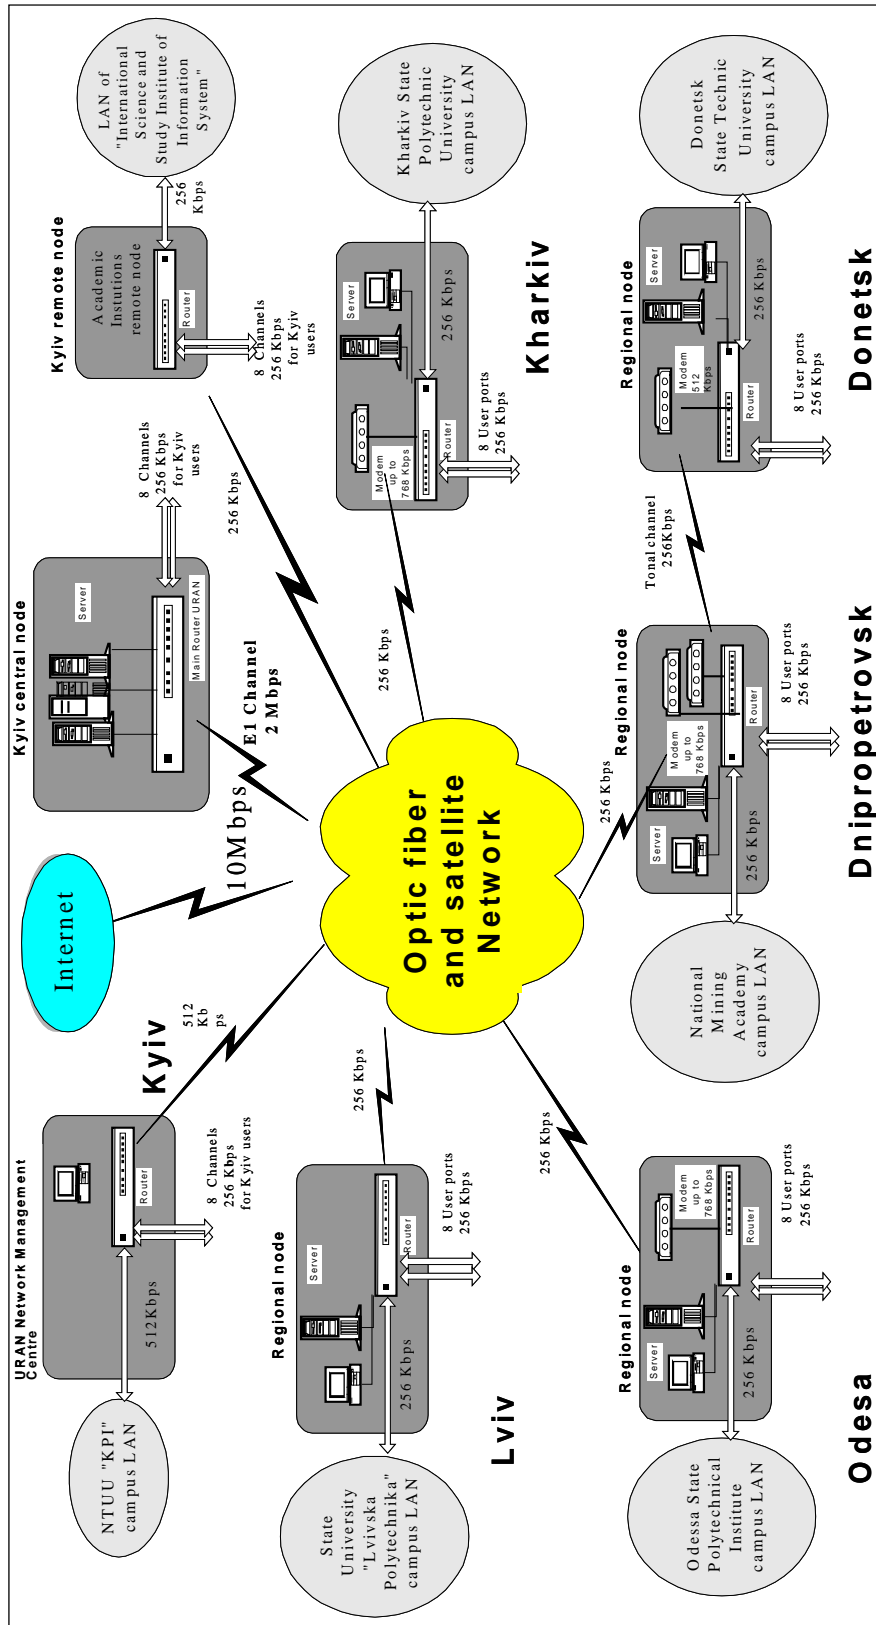 URAN Network Management
Centre
NTUU "KPI"
campus LAN
512Kbps
Router
8 Channels
256 Kbps
for Kyiv users
Kyiv
512
Kb
ps
Internet
10Mbps
Kyiv central node
Server
Main Router URAN
8 Channels
256 Kbps
for Kyiv
users
E1 Channel
2 Mbps
Kyiv remote node
Academic
Instutions
remote node
Router
256
Kbps
LAN of
"International
Science and
Study Institute of
Information
System"
8 Channels
256 Kbps
for Kyiv
users
256 Kbps
Optic fiber
and satellite
Network
Regional node
Server
Router
256 Kbps
State
University
"Lvivska
Polytechnika"
campus LAN
8 User ports
256 Kbps
256 Kbps
Lviv
Server
Modem
up to
768 Kbps
Router
256 Kbps
Kharkiv State
Polytechnic
University
campus LAN
8 User ports
256 Kbps
256 Kbps
Kharkiv
Regional node
Server
Modem
up to
768 Kbps
Router
256 Kbps
Odessa State
Polytechnical
Institute
campus LAN
8 User ports
256 Kbps
256 Kbps
Odesa
Regional node
Server
Modem
up to
768 Kbps
Router
256 Kbps
National
Mining
Academy
campus LAN
8 User ports
256 Kbps
256 Kbps
Dnipropetrovsk
Tonal channel
256Kbps
Regional node
Server
Modem
512
Kbps
Router
256 Kbps
Donetsk
State Technic
University
campus LAN
8 User ports
256 Kbps
Donetsk